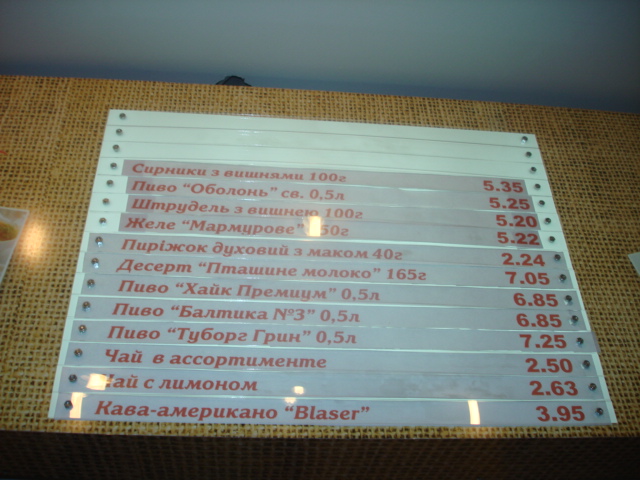 Сирники з вишнями 100г 5.35
Пиво "Оболонь" св. 0,5л 5.25
Штрудель з вишнею 100г 5.20
Желе "Мармурове" 50г 5.22
Пиріжок духовий з маком 40г 2.24
Десерт "Пташине молоко" 165г 7.05
Пиво "Хайк Премиум" 0.5л 6.85
Пиво "Балтика №3" 0,5л 6.85
Пиво "Туборг Грин" 0,5л 7.25
Чай в ассортименте 2.50
Чай с лимоном 2.63
Кава-американо "Blaser" 3.95